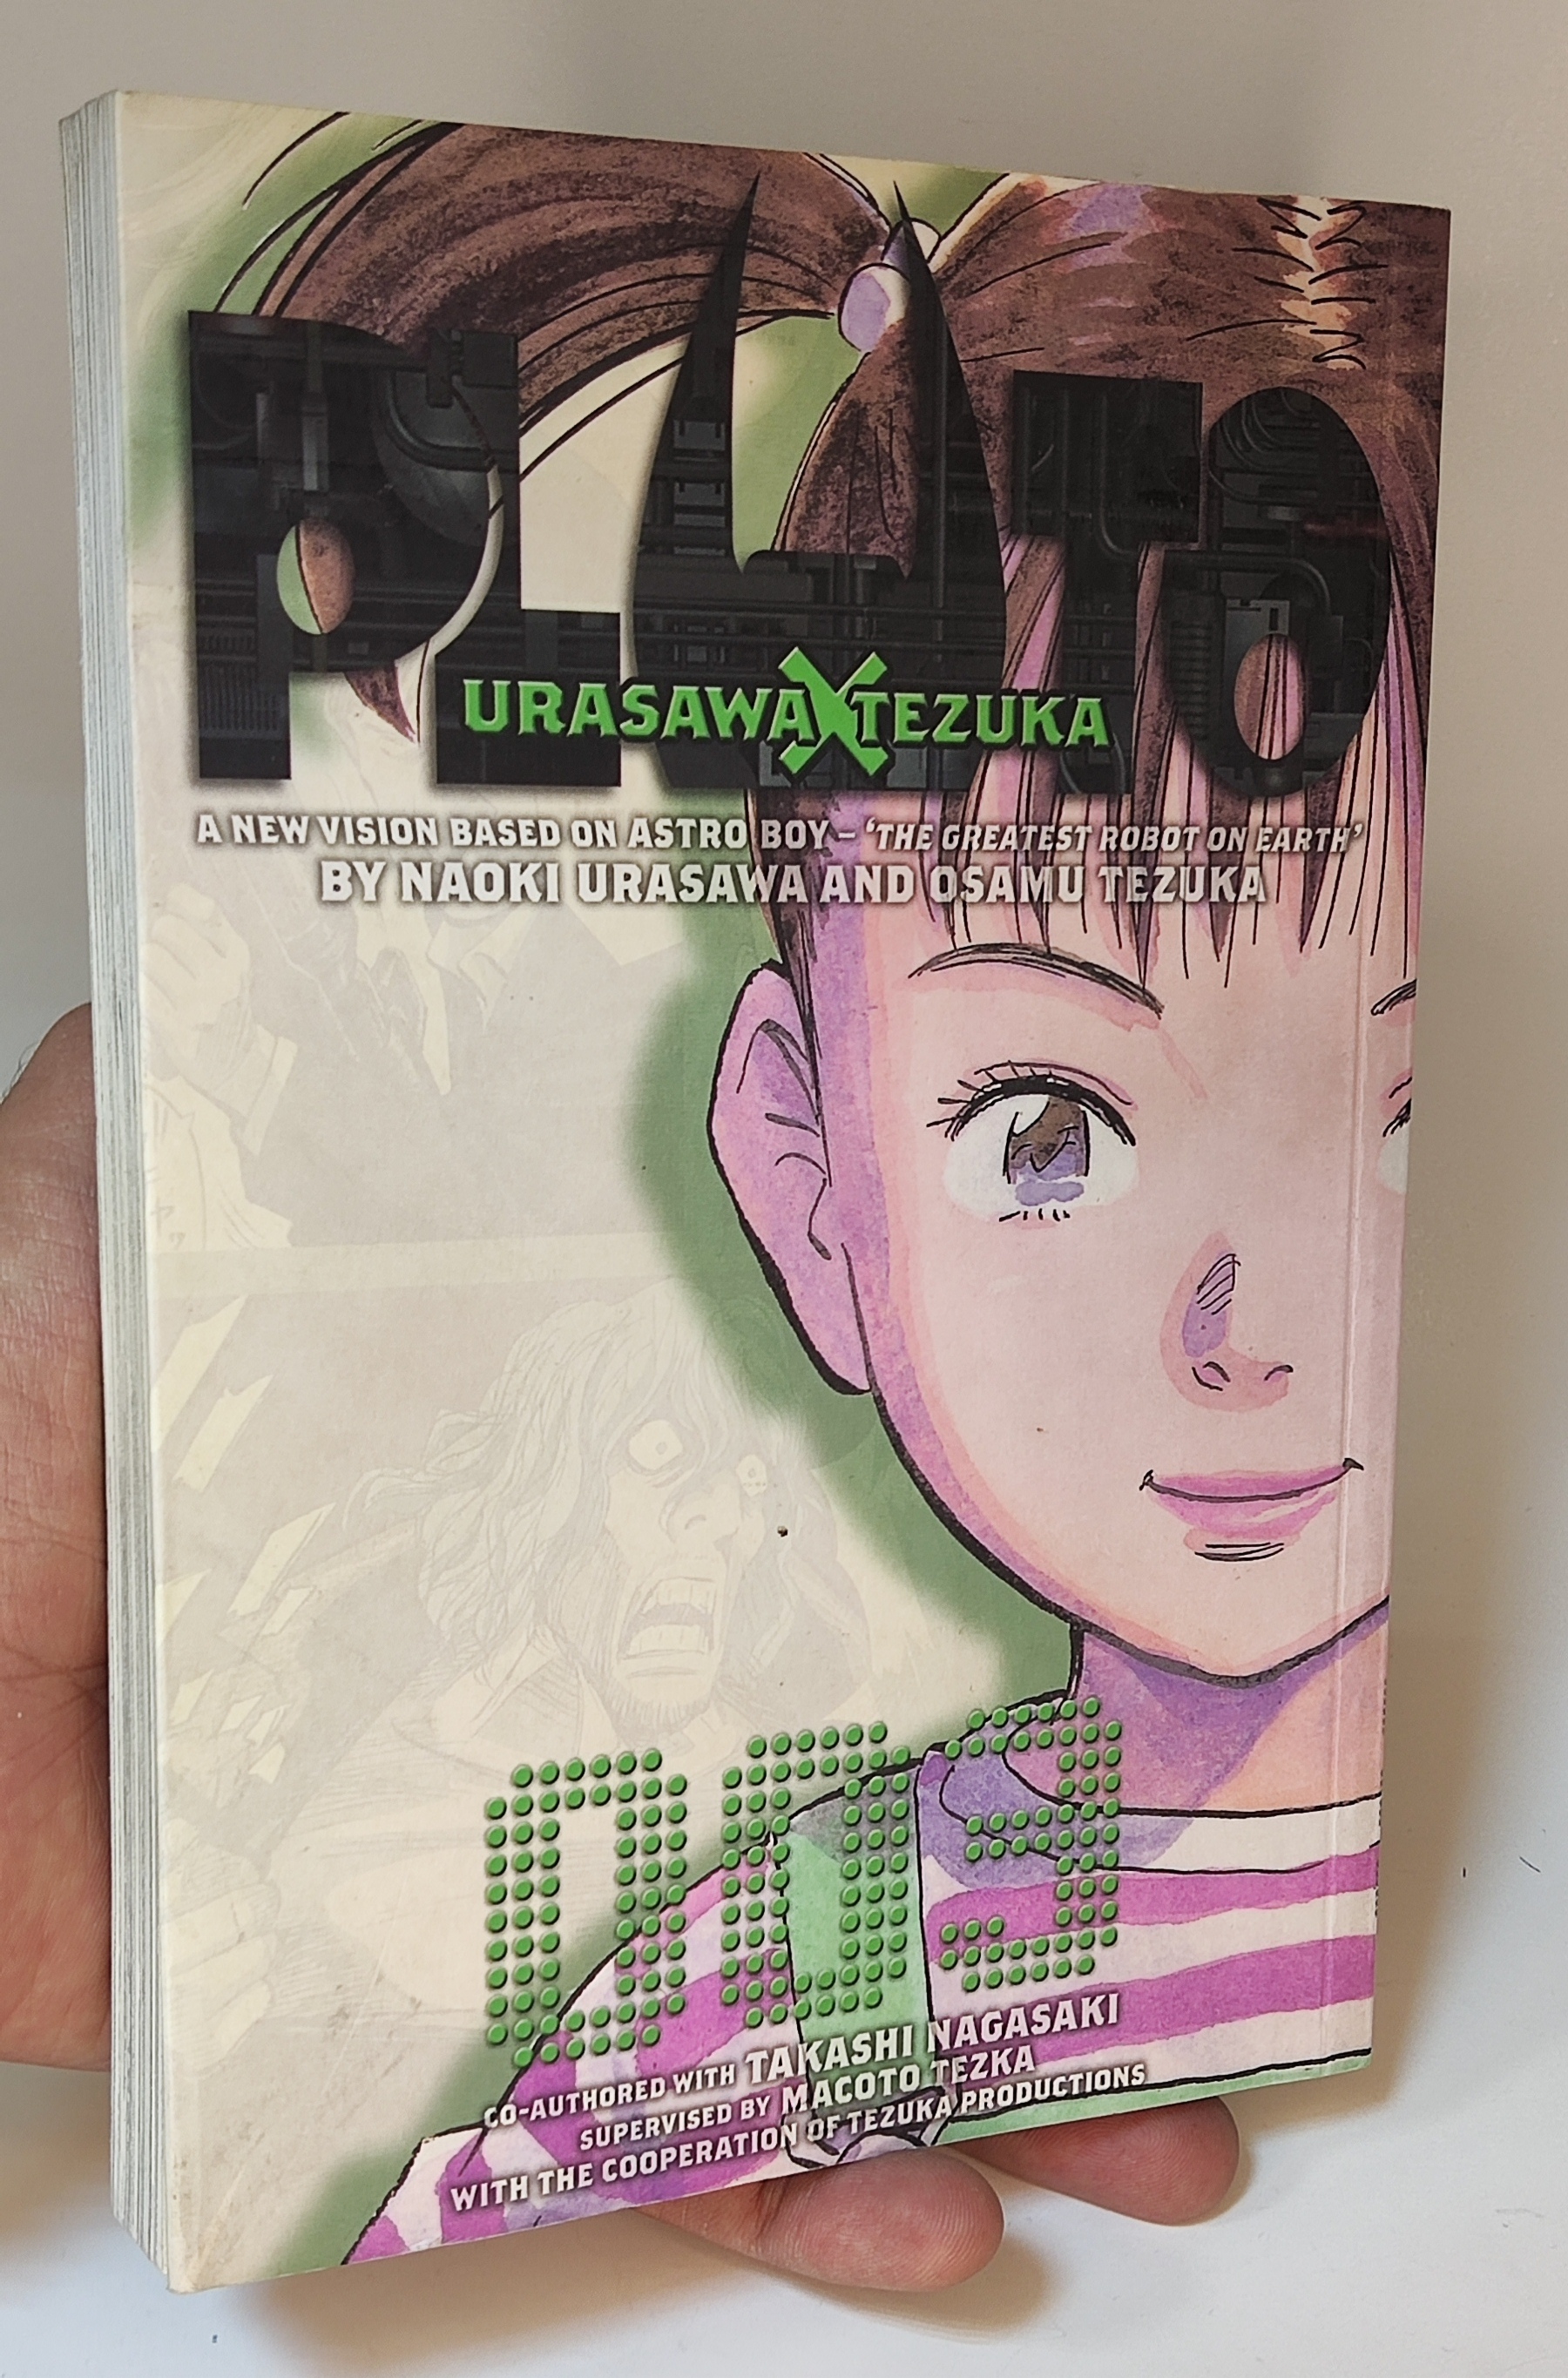 PLUTO
URASAWA X TEZUKA
A NEW VISION BASED ON ASTRO BOY – ‘THE GREATEST ROBOT ON EARTH’
BY NAOKI URASAWA AND OSAMU TEZUKA
003
CO-AUTHORED WITH TAKASHI NAGASAKI
SUPERVISED BY MACOTO TEZKA
WITH THE COOPERATION OF TEZUKA PRODUCTIONS